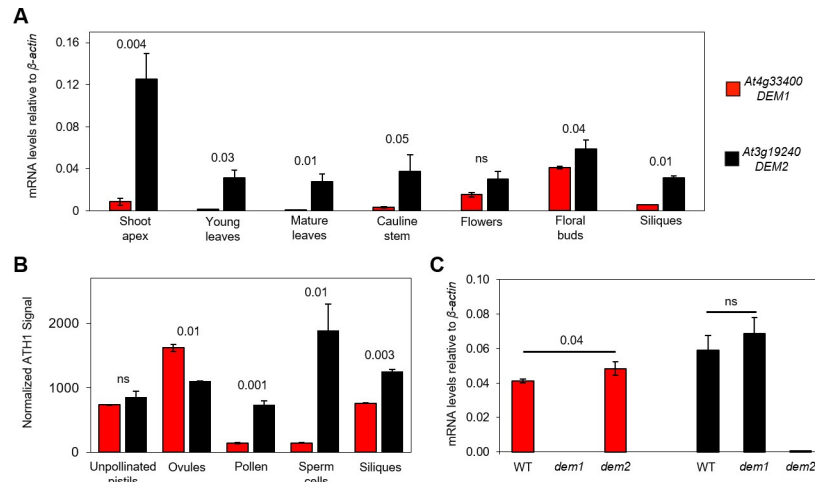 A
mRNA levels relative to β-actin
0.16
0.12
0.08
0.04
0
0.004
0.03
0.01
0.05
ns
0.04
0.01
Shoot apex
Young leaves
Mature leaves
Cauline stem
Flowers
Floral buds
Siliques
At4g33400
DEM1
At3g19240
DEM2
B
Normalized ATH1 Signal
2000
1000
0
ns
0.01
0.001
0.01
0.003
Unpollinated pistils
Ovules
Pollen
Sperm cells
Siliques
C
mRNA levels relative to β-actin
0.10
0.08
0.06
0.04
0.02
0.00
0.04
ns
WT
dem1
dem2
WT
dem1
dem2